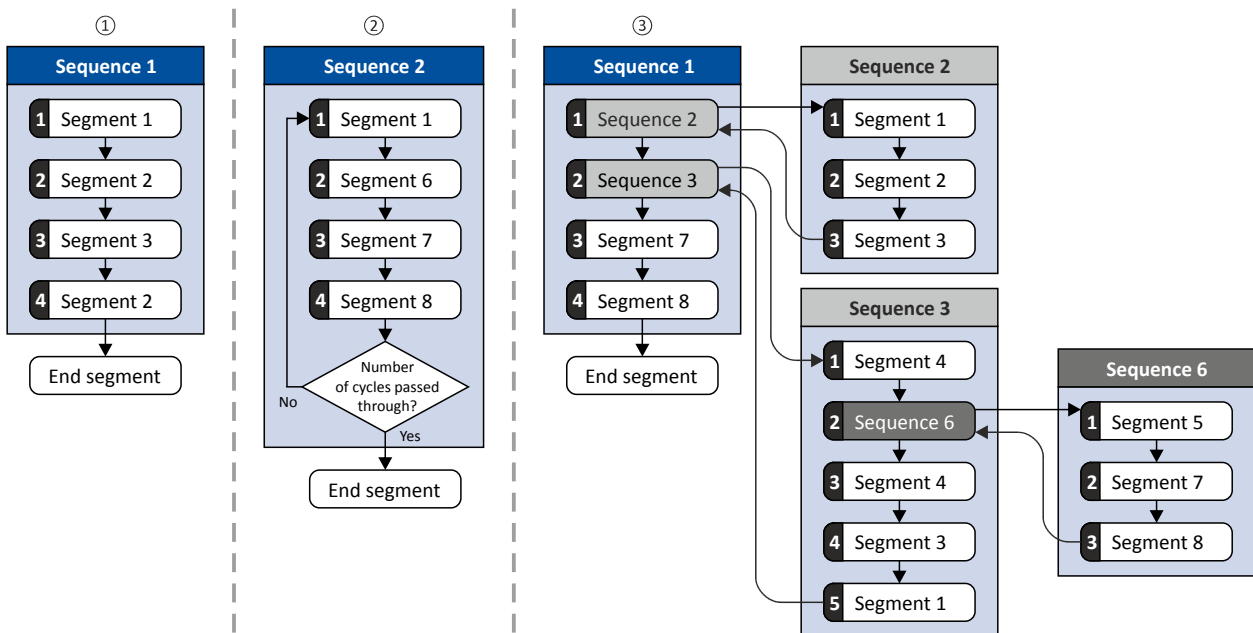 ①
Sequence 1
1 Segment 1
2 Segment 2
3 Segment 3
4 Segment 2
End segment
②
Sequence 2
1 Segment 1
2 Segment 6
3 Segment 7
4 Segment 8
Number
of cycles passed
through?
No
Yes
End segment
③
Sequence 1
1 Sequence 2
2 Sequence 3
3 Segment 7
4 Segment 8
End segment
Sequence 2
1 Segment 1
2 Segment 2
3 Segment 3
Sequence 3
1 Segment 4
2 Sequence 6
3 Segment 4
4 Segment 3
5 Segment 1
Sequence 6
1 Segment 5
2 Segment 7
3 Segment 8